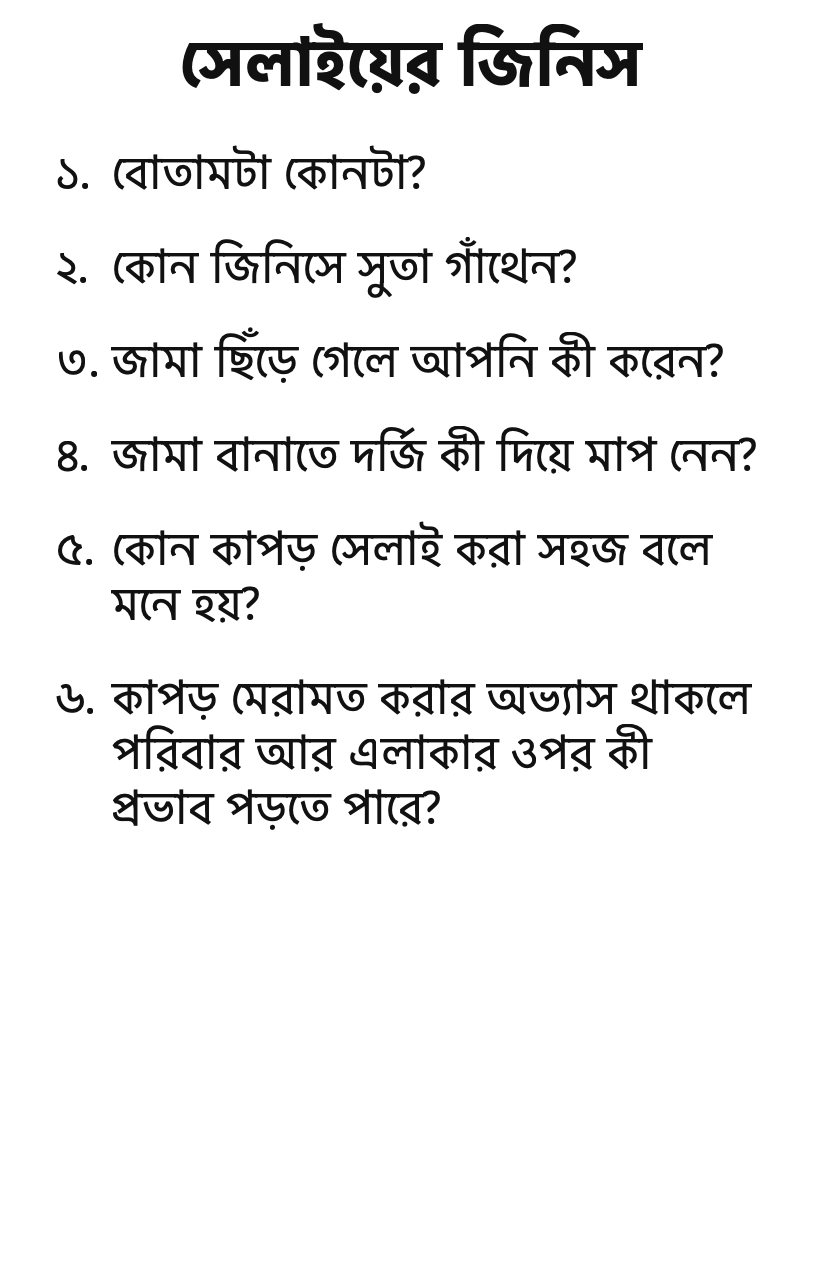 সেলাইয়ের জিনিস
১. বোতামটা কোনটা?
২. কোন জিনিসে সুতা গাঁথেন?
৩. জামা ছিঁড়ে গেলে আপনি কী করেন?
৪. জামা বানাতে দর্জি কী দিয়ে মাপ নেন?
৫. কোন কাপড় সেলাই করা সহজ বলে
মনে হয়?
৬. কাপড় মেরামত করার অভ্যাস থাকলে
পরিবার আর এলাকার ওপর কী
প্রভাব পড়তে পারে?